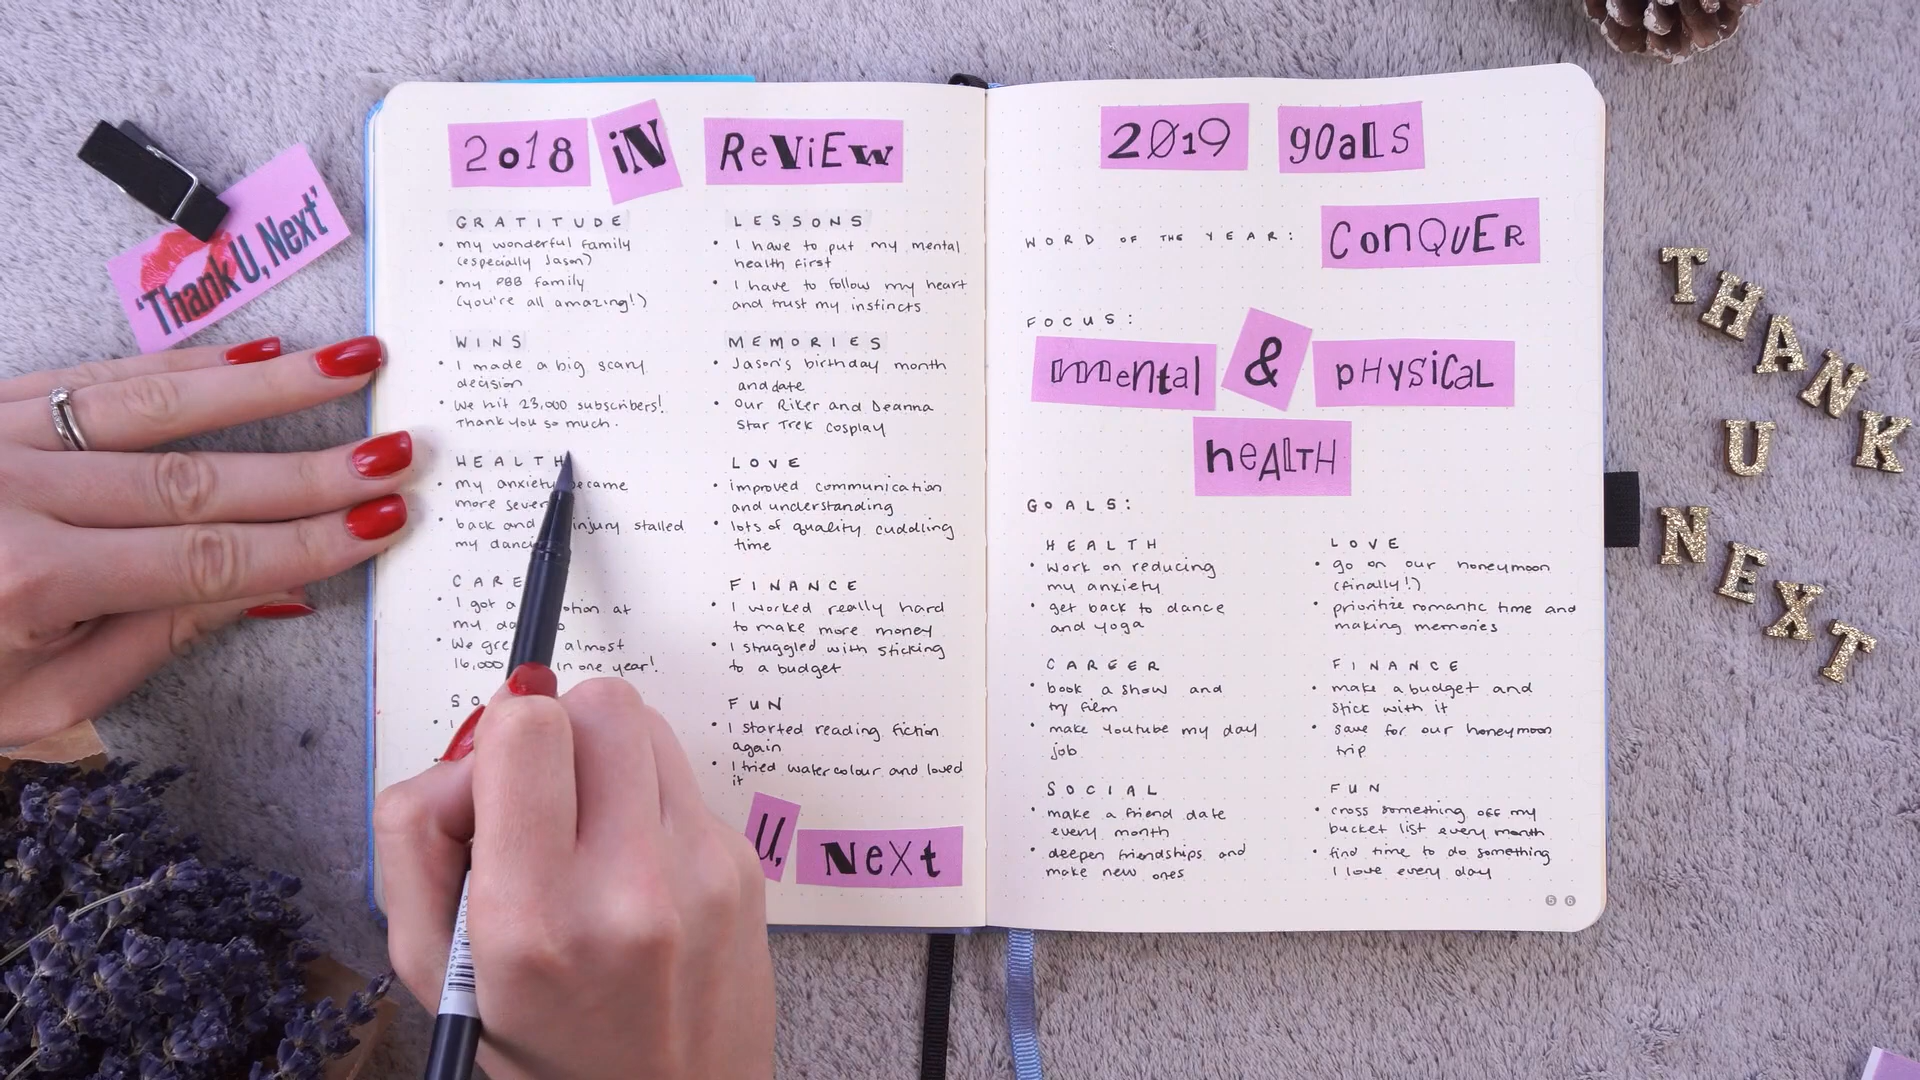 2018 iN ReViEw
GRATITUDE
• my wonderful family
(especially Jason)
• my PBB family
(you're all amazing!)
WINS
• I made a big scary
decision
• We hit 23,000 subscribers!
Thank you so much.
HEALTH
• my anxiety became
more
• back and injury stalled
my
• I got a at
my
• We almost
16,000 in one year!
LESSONS
• I have to put my mental
health first
• I have to follow my heart
and trust my instincts
MEMORIES
• Jason's birthday month
and date
• Our Riker and Deanna
Star Trek cosplay
LOVE
• improved communication
and understanding
• lots of quality cuddling
time
FINANCE
• I worked really hard
to make more money
• I struggled with sticking
to a budget
FUN
• I started reading fiction
again
• I tried watercolour and loved
it
U, NeXt
2019 goals
WORD OF THE YEAR: ConQUER
FOCUS:
mental & pHysical
heALTH
GOALS:
HEALTH
• work on reducing
my anxiety
• get back to dance
and yoga
CAREER
• book a show and
try film
• make Youtube my day
job
SOCIAL
• make a friend date
every month
• deepen friendships and
make new ones
LOVE
• go on our honeymoon
(finally!)
• prioritize romantic time and
making memories
FINANCE
• make a budget and
stick with it
• save for our honeymoon
trip
FUN
• cross something off my
bucket list every month
• find time to do something
I love every day
5 6
'Thank U, Next'
THANK
U
NEXT